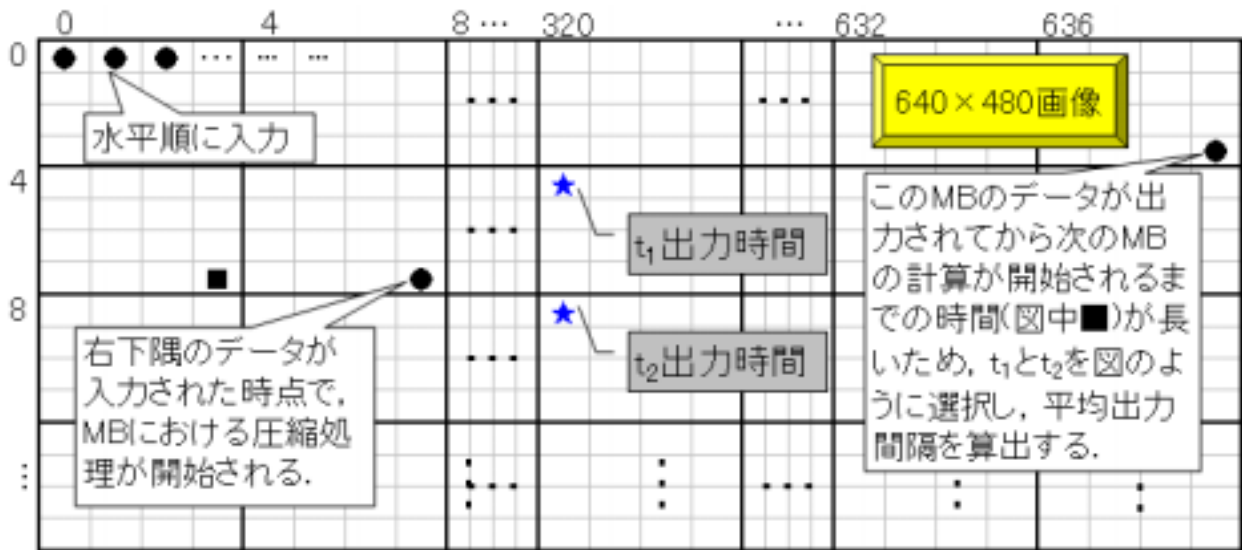 0 4 8 … 320 … 632 636
0
640×480画像
水平順に入力
4
t₁出力時間
このMBのデータが出
力されてから次のMB
の計算が開始されるま
での時間(図中■)が長
いため, t₁とt₂を図のよ
うに選択し, 平均出力
間隔を算出する.
8
t₂出力時間
右下隅のデータが
入力された時点で,
MBにおける圧縮処
理が開始される.